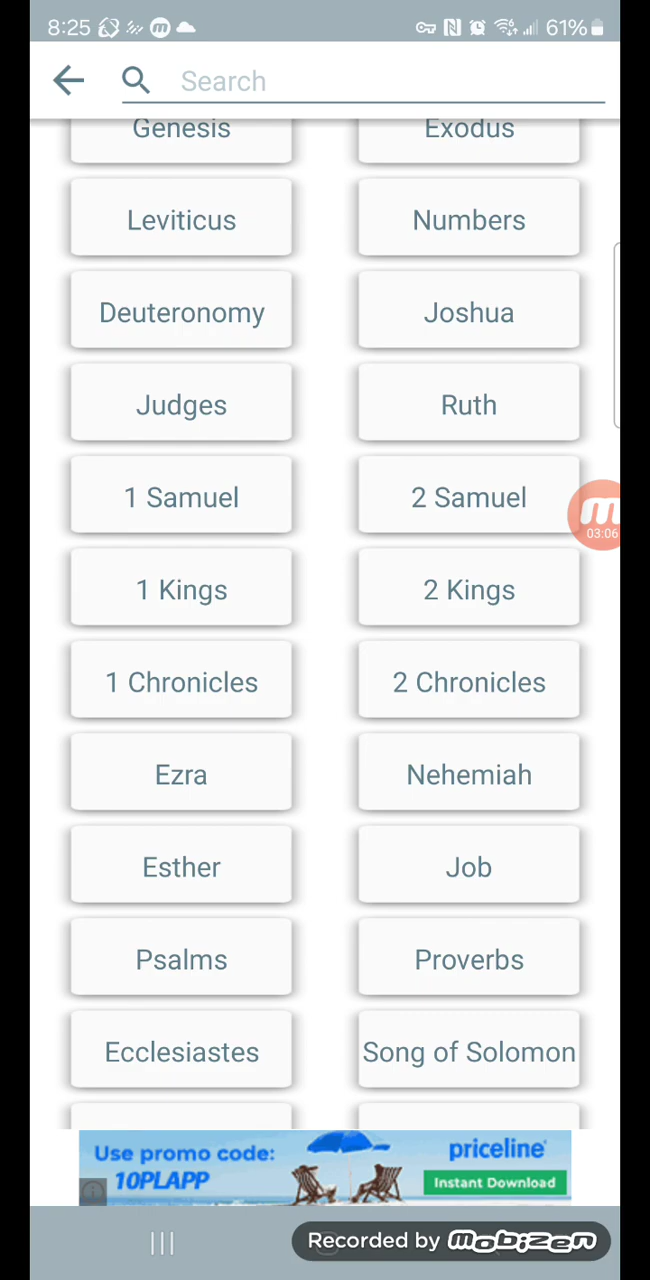 8:25 61%
Search
Genesis Exodus
Leviticus Numbers
Deuteronomy Joshua
Judges Ruth
1 Samuel 2 Samuel
03:06
1 Kings 2 Kings
1 Chronicles 2 Chronicles
Ezra Nehemiah
Esther Job
Psalms Proverbs
Ecclesiastes Song of Solomon
Use promo code: priceline
10PLAPP Instant Download
Recorded by mobizen